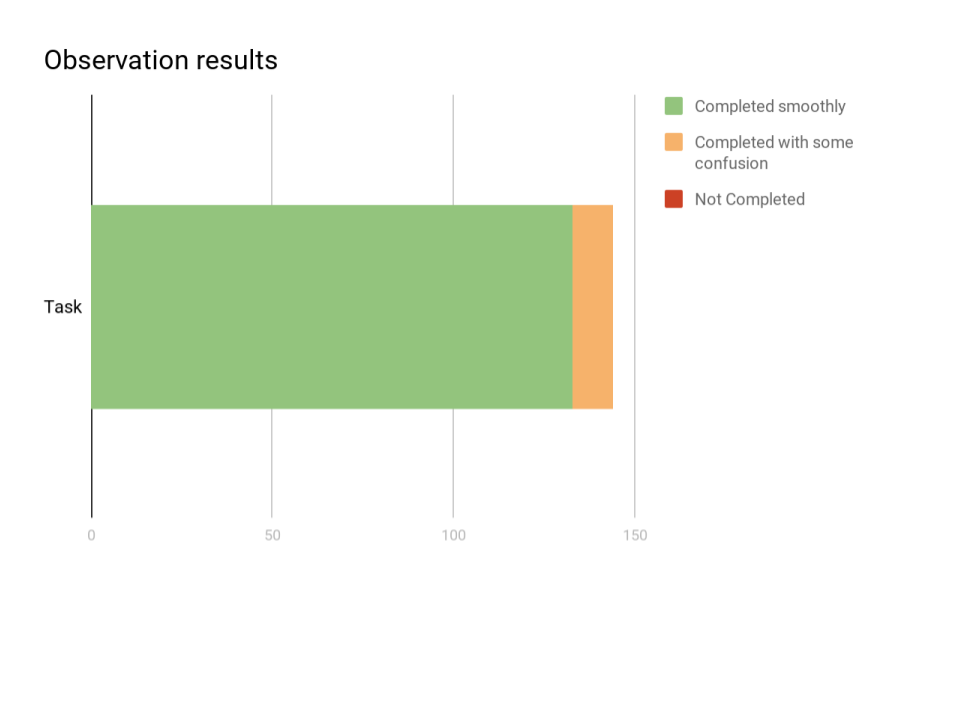 Observation results
Completed smoothly
Completed with some
confusion
Not Completed
Task
0
50
100
150